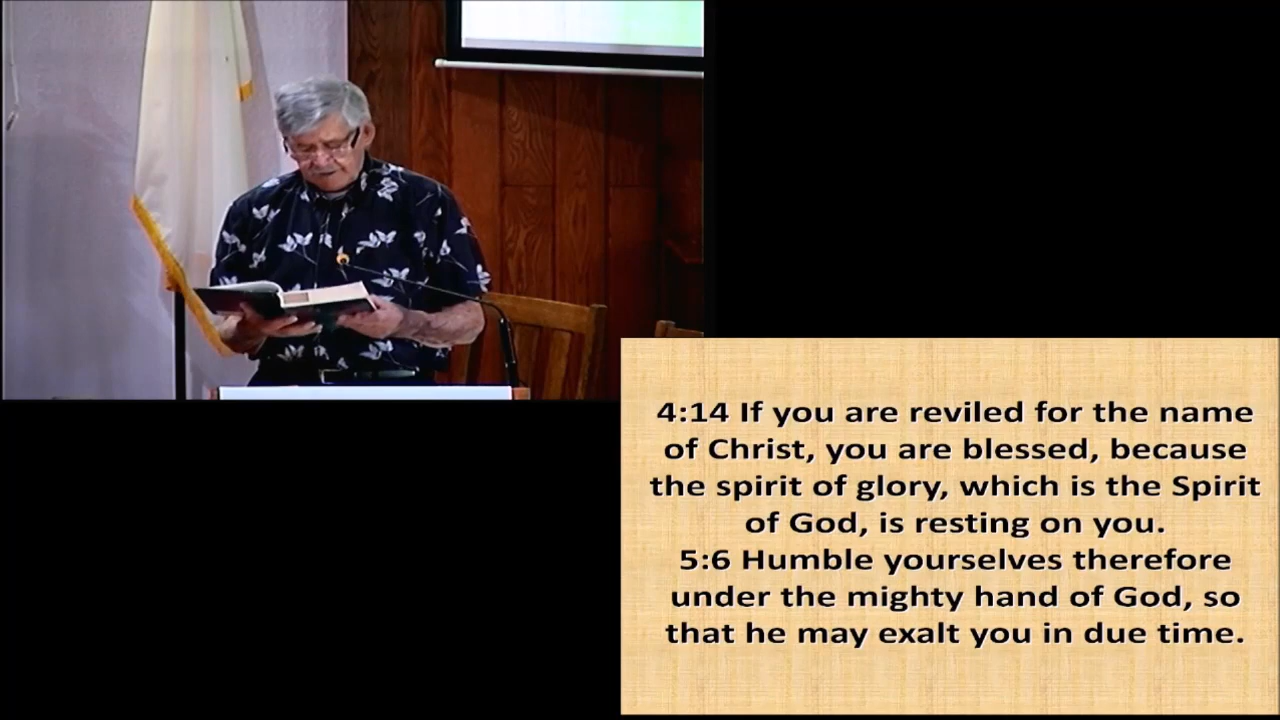 4:14 If you are reviled for the name
of Christ, you are blessed, because
the spirit of glory, which is the Spirit
of God, is resting on you.
5:6 Humble yourselves therefore
under the mighty hand of God, so
that he may exalt you in due time.